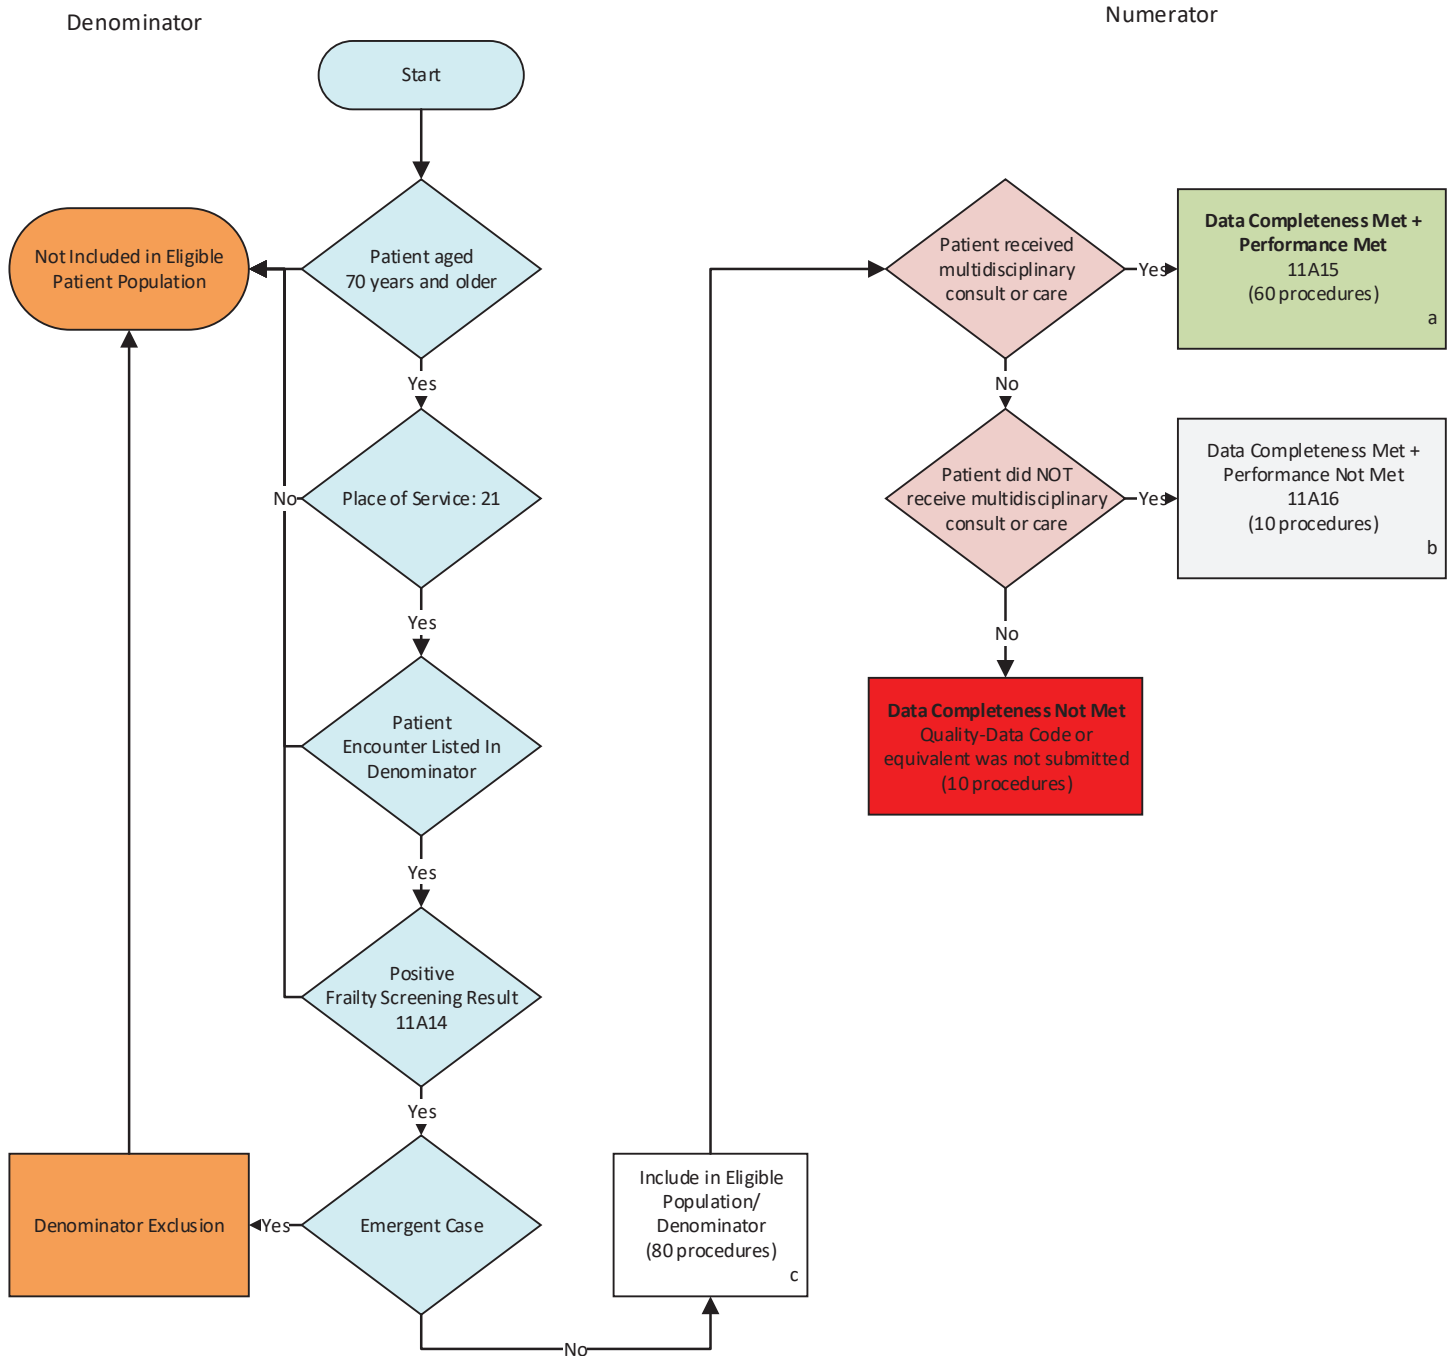 Denominator
Numerator
Start
Patient aged
70 years and older
Not Included in Eligible
Patient Population
Yes
Place of Service: 21
No
Yes
Patient
Encounter Listed In
Denominator
Yes
Positive
Frailty Screening Result
11A14
Yes
Emergent Case
Yes
Denominator Exclusion
No
Include in Eligible
Population/
Denominator
(80 procedures)
c
Patient received
multidisciplinary
consult or care
Yes
Data Completeness Met +
Performance Met
11A15
(60 procedures)
a
No
Patient did NOT
receive multidisciplinary
consult or care
Yes
Data Completeness Met +
Performance Not Met
11A16
(10 procedures)
b
No
Data Completeness Not Met
Quality-Data Code or
equivalent was not submitted
(10 procedures)